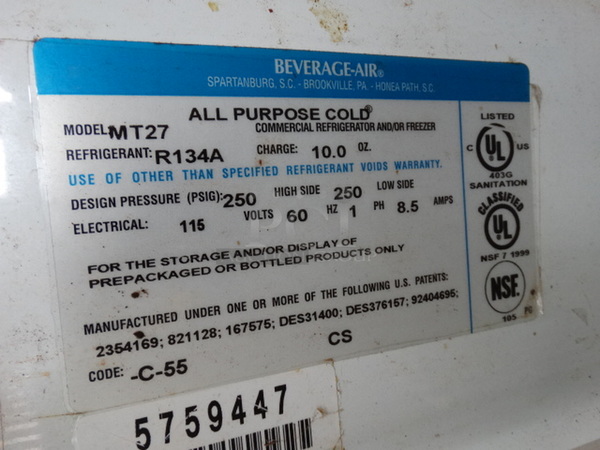 BEVERAGE-AIR®
SPARTANBURG, S.C. - BROOKVILLE, PA - HONEA PATH, S.C.
ALL PURPOSE COLD®
MODEL: MT27 COMMERCIAL REFRIGERATOR AND/OR FREEZER
REFRIGERANT: R134A CHARGE: 10.0 OZ.
USE OF OTHER THAN SPECIFIED REFRIGERANT VOIDS WARRANTY.
DESIGN PRESSURE (PSIG): 250 HIGH SIDE 250 LOW SIDE
ELECTRICAL: 115 VOLTS 60 HZ 1 PH 8.5 AMPS
FOR THE STORAGE AND/OR DISPLAY OF
PREPACKAGED OR BOTTLED PRODUCTS ONLY
MANUFACTURED UNDER ONE OR MORE OF THE FOLLOWING U.S. PATENTS:
2354169; 821128; 167575; DES31400; DES376157; 92404695;
CS
CODE: -C-55
LISTED
C UL US
403G
SANITATION
CLASSIFIED
UL
NSF 7 1999
NSF®
105
5759447